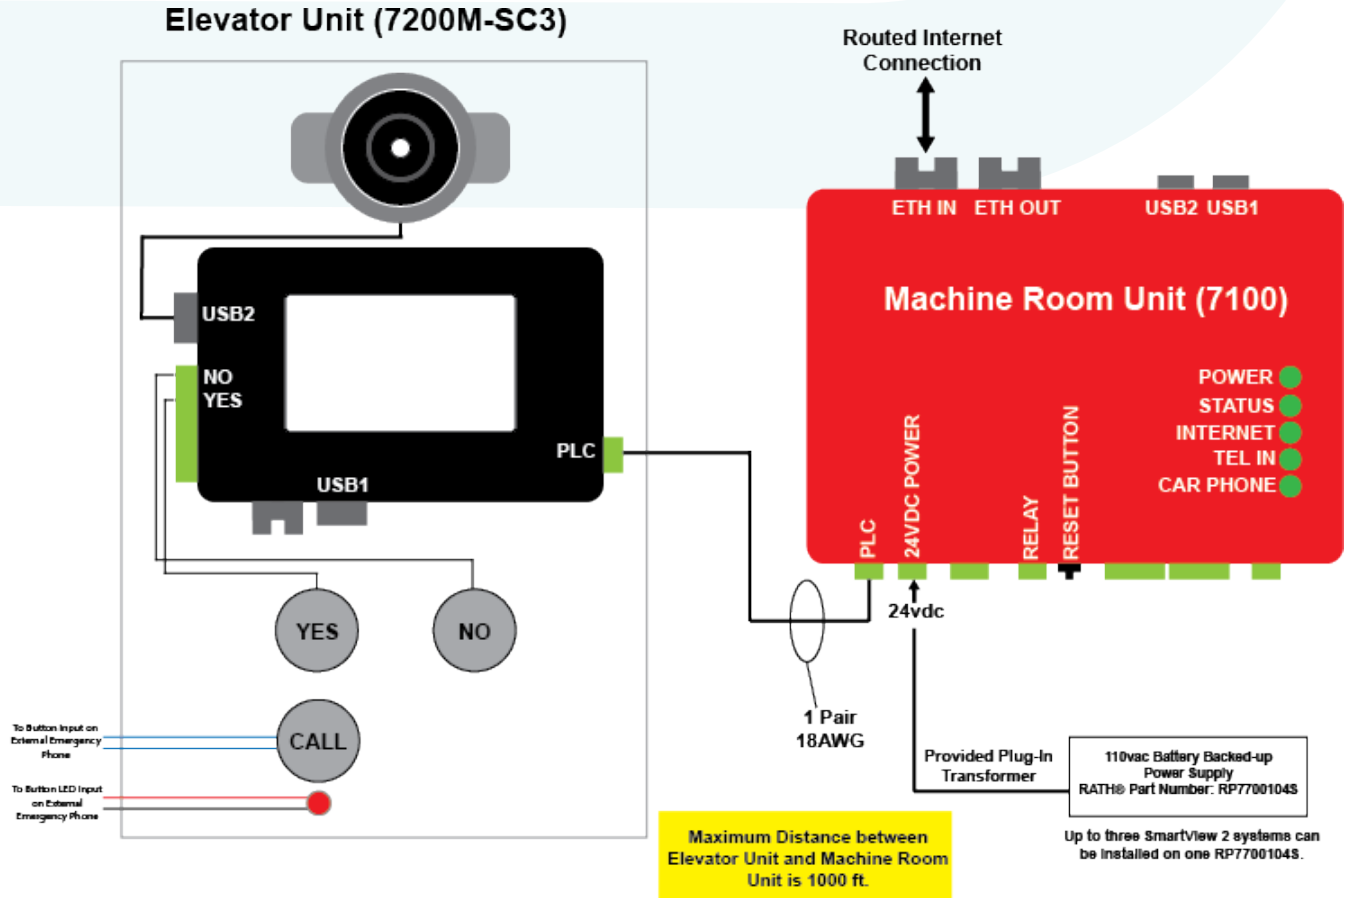 Elevator Unit (7200M-SC3)
Routed Internet
Connection
ETH IN
ETH OUT
USB2
USB1
Machine Room Unit (7100)
USB2
NO
YES
POWER
STATUS
INTERNET
TEL IN
CAR PHONE
PLC
USB1
PLC
24VDC POWER
RELAY
RESET BUTTON
24vdc
YES
NO
1 Pair
18AWG
To Button Input on
External Emergency
Phone
CALL
Provided Plug-In
Transformer
110vac Battery Backed-up
Power Supply
RATH® Part Number: RP7700104S
To Button LED Input
on External
Emergency Phone
Maximum Distance between
Elevator Unit and Machine Room
Unit is 1000 ft.
Up to three SmartView 2 systems can
be installed on one RP7700104S.